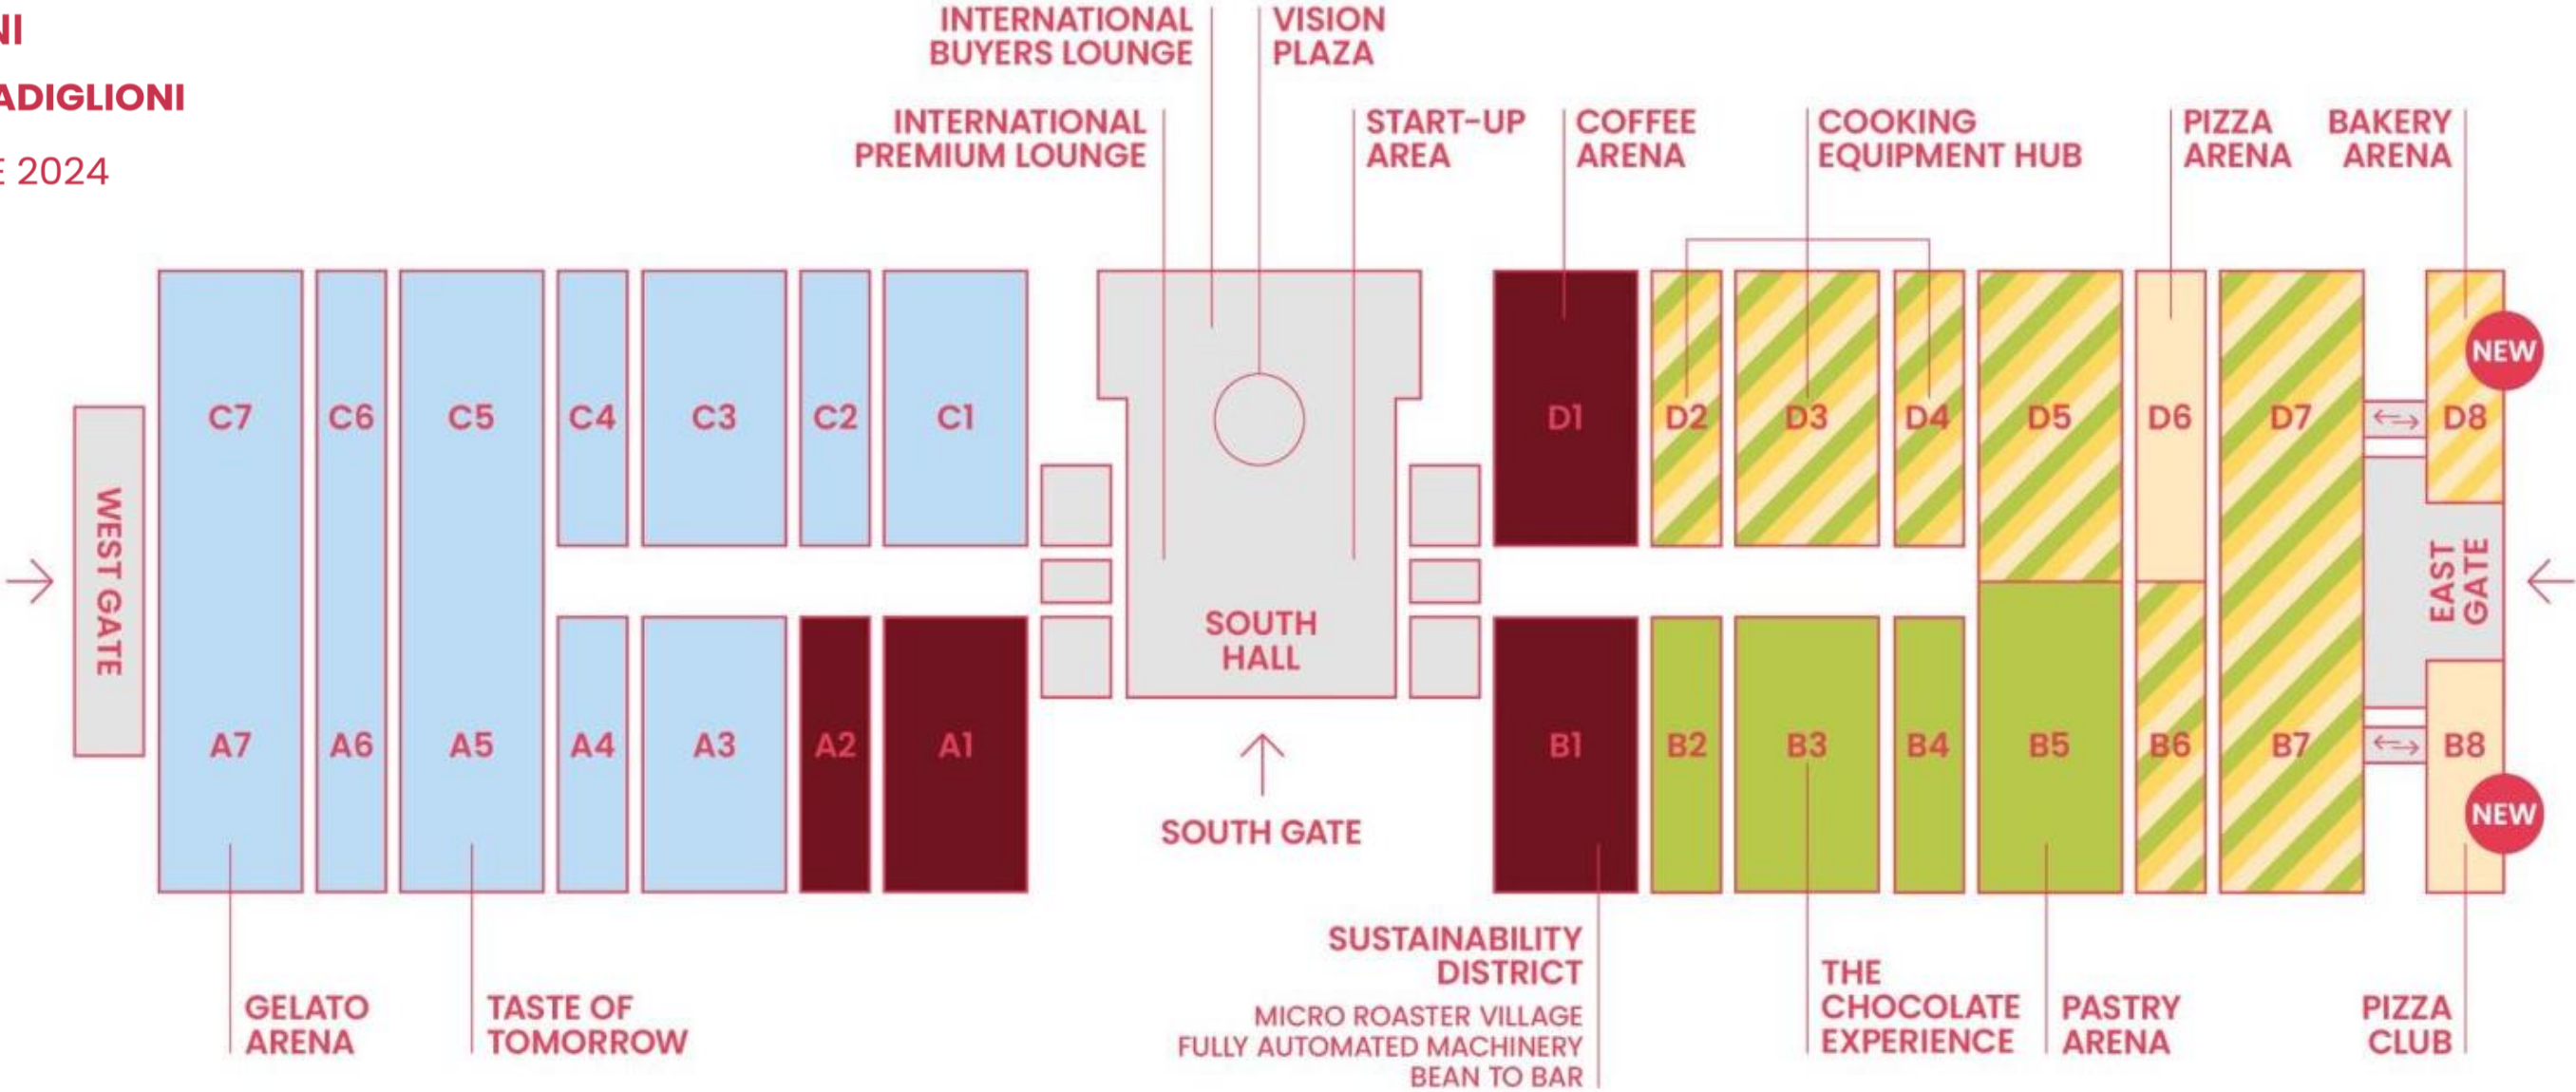 NI
ADIGLIONI
E 2024
INTERNATIONAL
BUYERS LOUNGE
VISION
PLAZA
INTERNATIONAL
PREMIUM LOUNGE
START-UP
AREA
COFFEE
ARENA
COOKING
EQUIPMENT HUB
PIZZA
ARENA
BAKERY
ARENA
NEW
C7
C6
C5
C4
C3
C2
C1
D1
D2
D3
D4
D5
D6
D7
D8
WEST GATE
EAST
GATE
SOUTH
HALL
A7
A6
A5
A4
A3
A2
A1
B1
B2
B3
B4
B5
B6
B7
B8
NEW
SOUTH GATE
GELATO
ARENA
TASTE OF
TOMORROW
SUSTAINABILITY
DISTRICT
MICRO ROASTER VILLAGE
FULLY AUTOMATED MACHINERY
BEAN TO BAR
THE
CHOCOLATE
EXPERIENCE
PASTRY
ARENA
PIZZA
CLUB